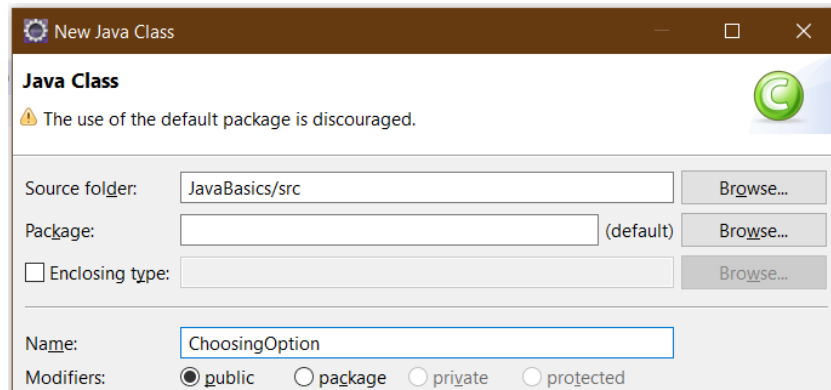 New Java Class
Java Class
The use of the default package is discouraged.
Source folder: JavaBasics/src Browse...
Package: (default) Browse...
Enclosing type: Browse...
Name: ChoosingOption
Modifiers: public package private protected